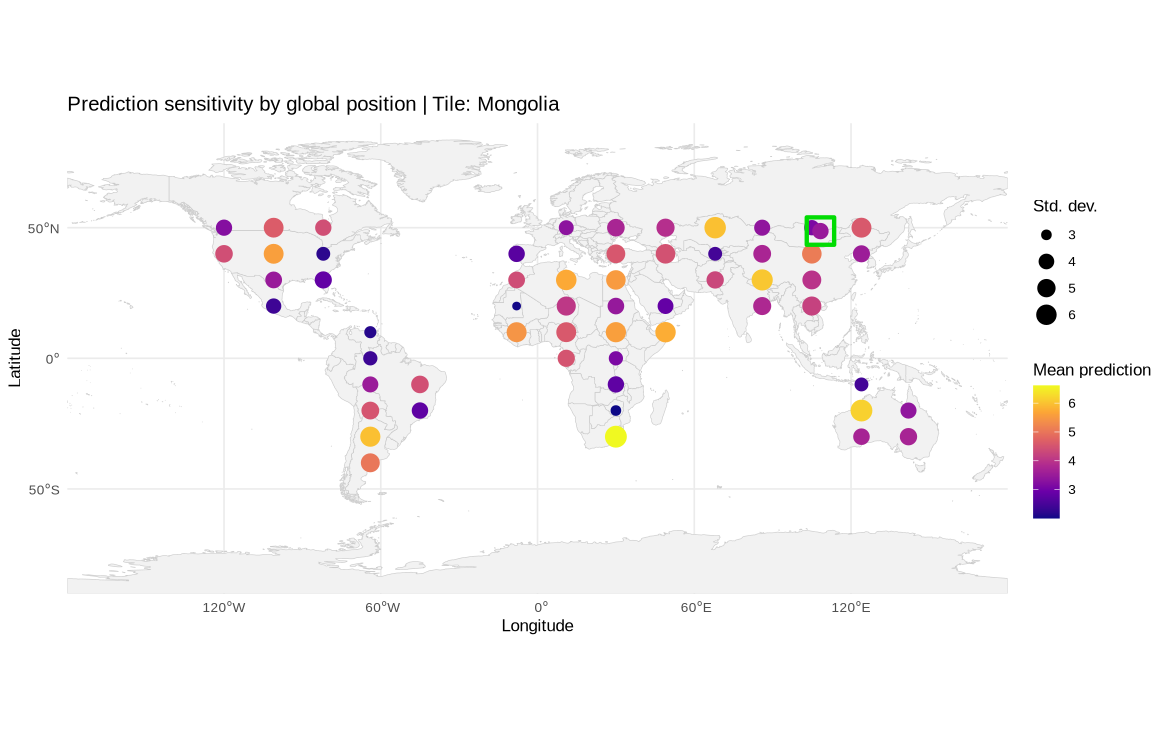 Prediction sensitivity by global position | Tile: Mongolia
Std. dev.
3
4
5
6
Mean prediction
6
5
4
3
Latitude
50°N
0°
50°S
120°W
60°W
0°
60°E
120°E
Longitude